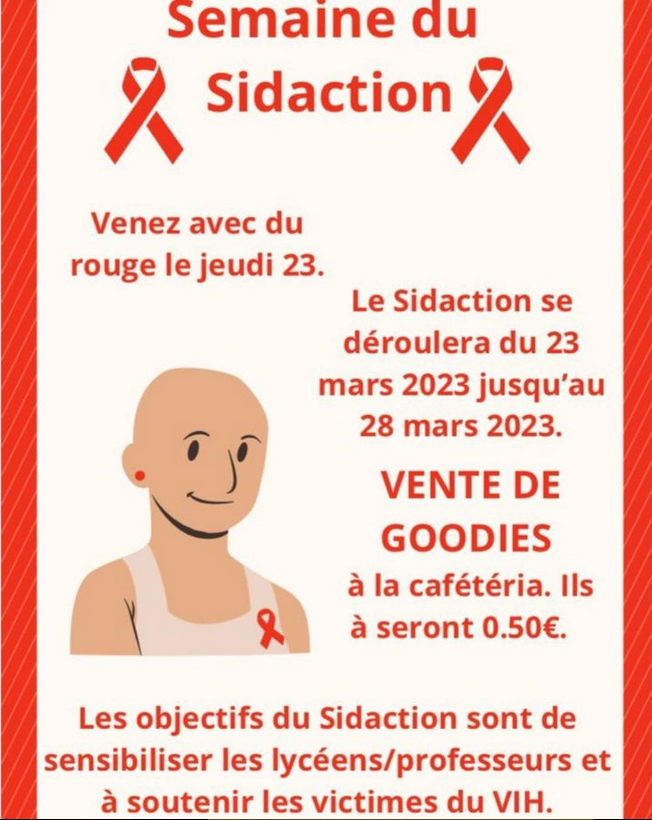 Semaine du
Sidaction
Venez avec du
rouge le jeudi 23.
Le Sidaction se
déroulera du 23
mars 2023 jusqu’au
28 mars 2023.
VENTE DE
GOODIES
à la cafétéria. Ils
à seront 0.50€.
Les objectifs du Sidaction sont de
sensibiliser les lycéens/professeurs et
à soutenir les victimes du VIH.